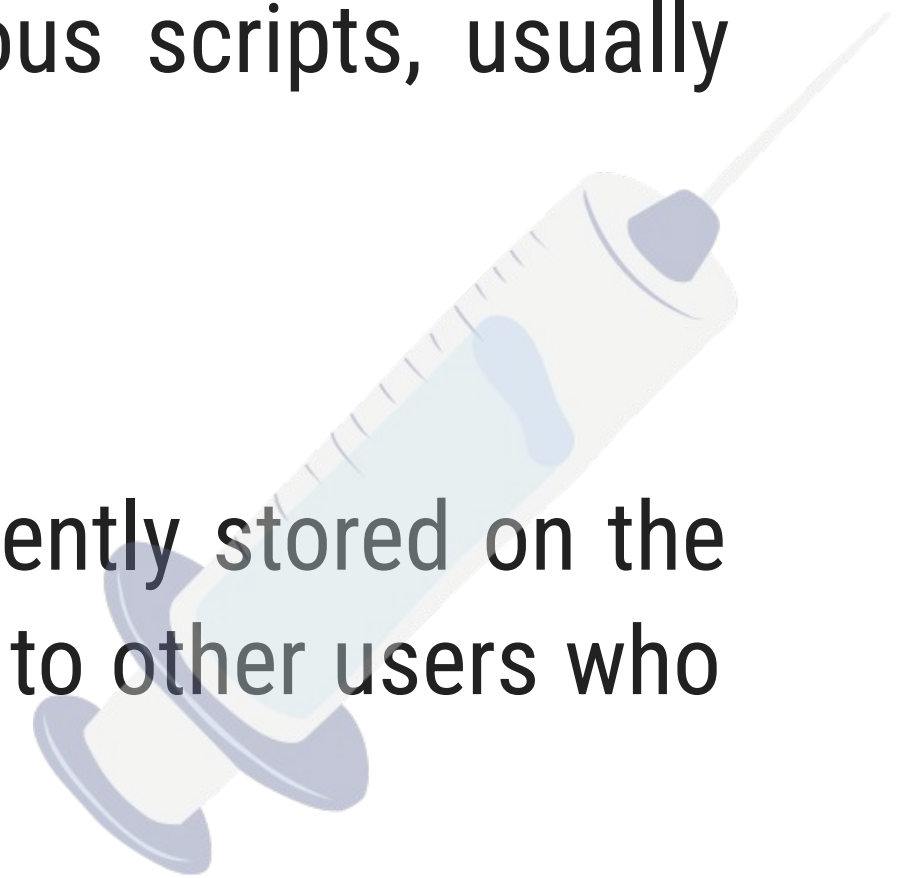 ous scripts, usually
ently stored on the
to other users who